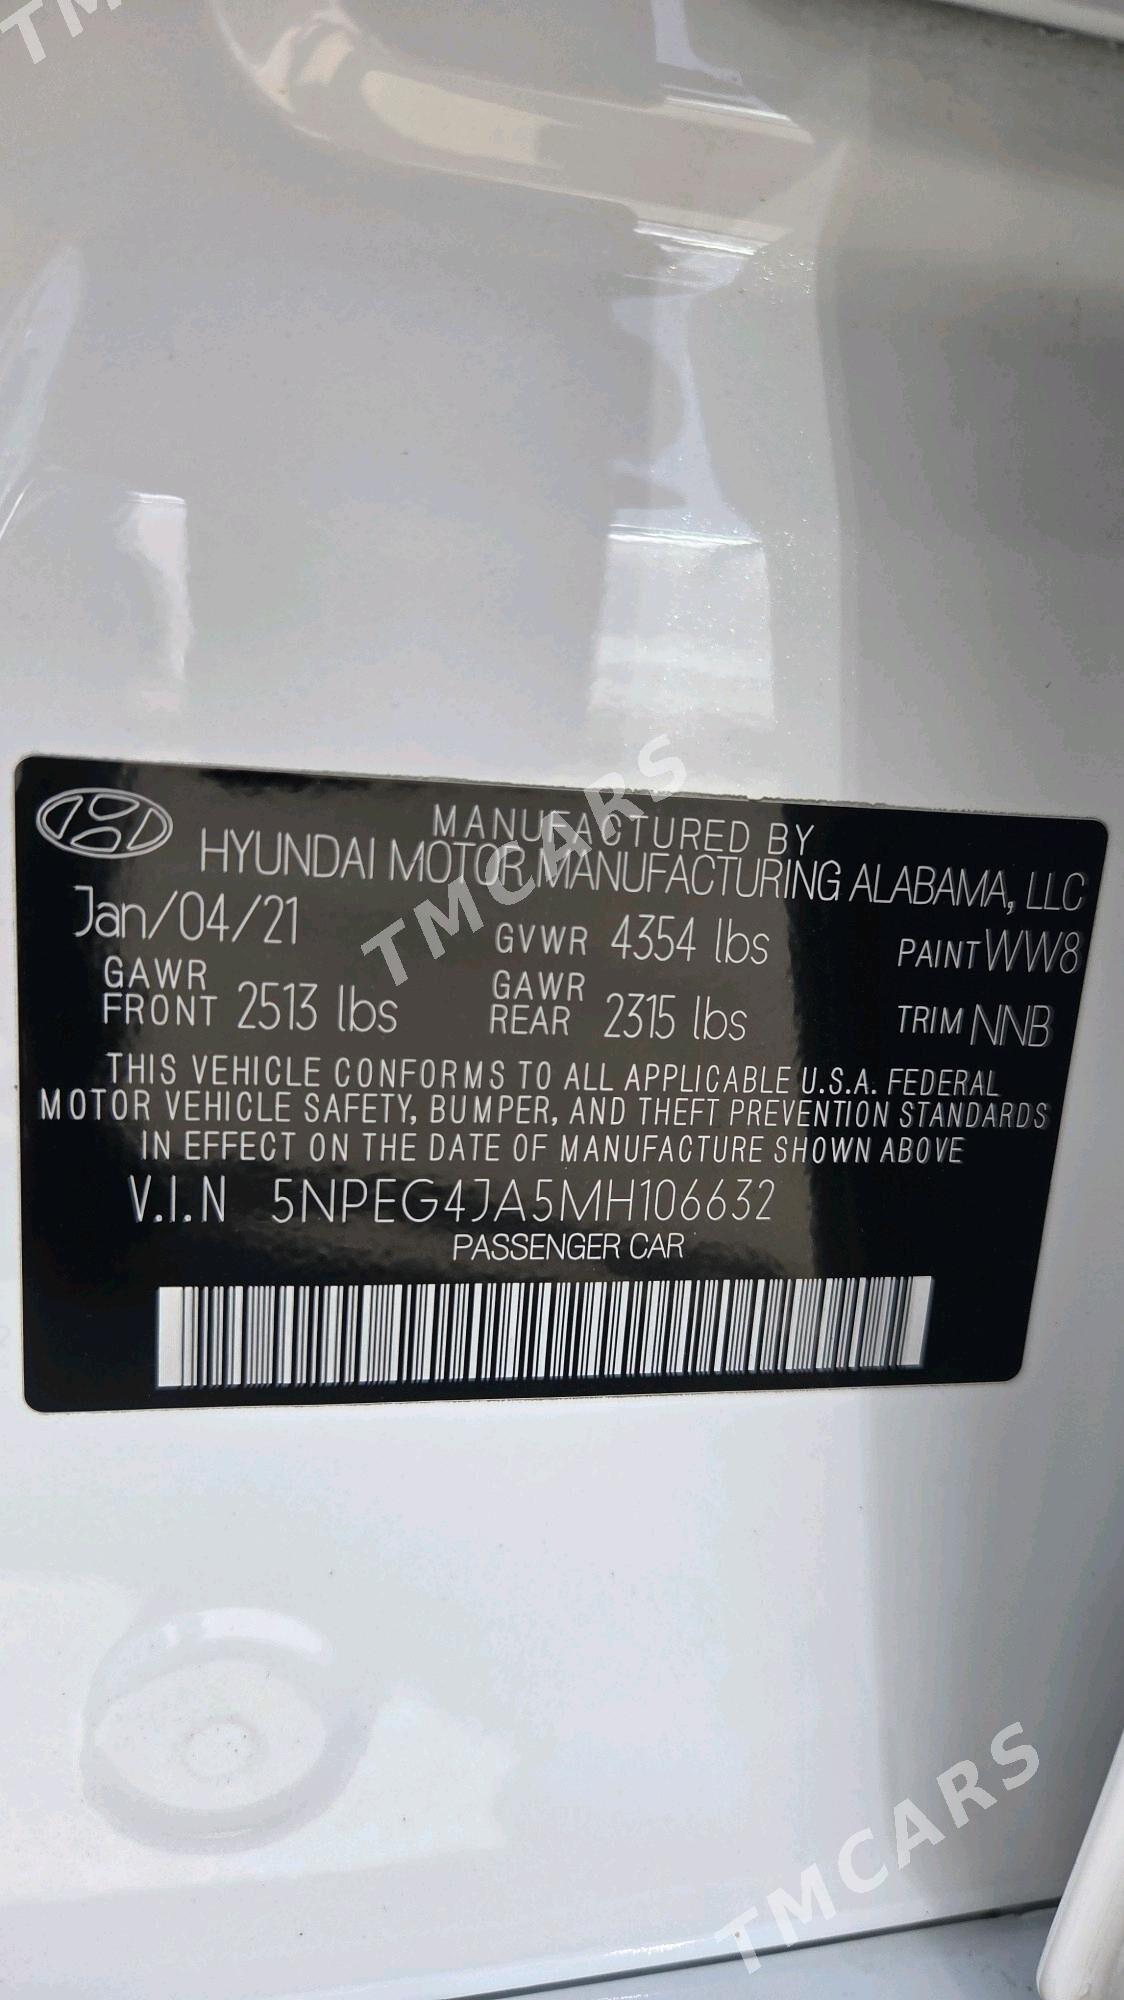 TM
MANUFACTURED BY
HYUNDAI MOTOR MANUFACTURING ALABAMA, LLC
Jan/04/21 GVWR 4354 lbs PAINT WW8
GAWR FRONT 2513 lbs GAWR REAR 2315 lbs TRIM NNB
THIS VEHICLE CONFORMS TO ALL APPLICABLE U.S.A. FEDERAL
MOTOR VEHICLE SAFETY, BUMPER, AND THEFT PREVENTION STANDARDS
IN EFFECT ON THE DATE OF MANUFACTURE SHOWN ABOVE
V.I.N 5NPEG4JA5MH106632
PASSENGER CAR
TMCARS
TMCARS